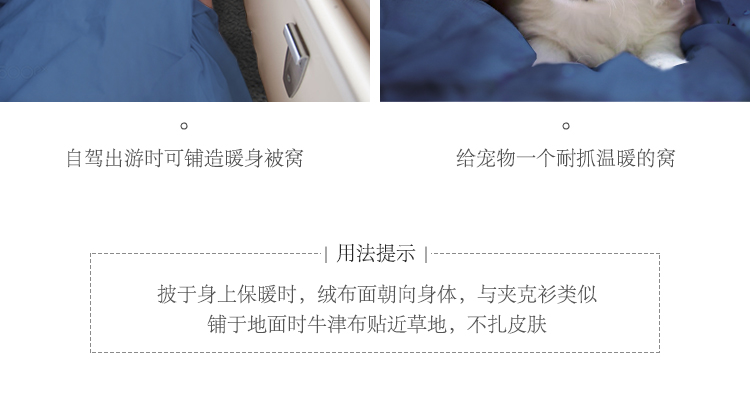 自驾出游时可铺造暖身被窝
给宠物一个耐抓温暖的窝
用法提示
披于身上保暖时，绒布面朝向身体，与夹克衫类似
铺于地面时牛津布贴近草地，不扎皮肤